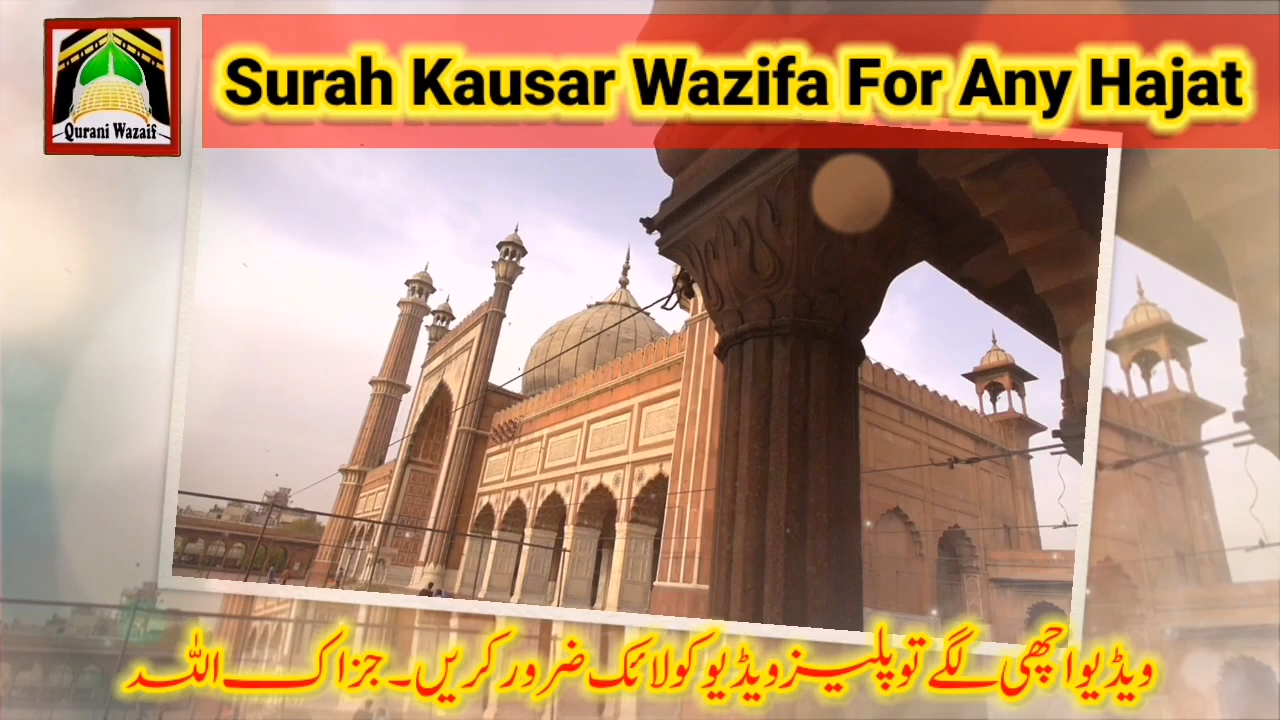 Surah Kausar Wazifa For Any Hajat
Qurani Wazaif
ویڈیو اچھی لگے تو پلیز ویڈیو کو لائک ضرور کریں۔ جزاک اللہ